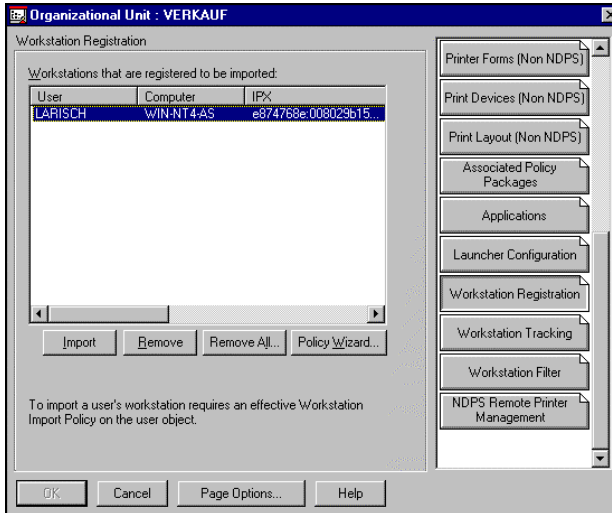 Organizational Unit : VERKAUF
Workstation Registration
Workstations that are registered to be imported:
User Computer IPX
LARISCH WIN-NT4-AS e874768e:008029b15...
Import Remove Remove All... Policy Wizard...
To import a user's workstation requires an effective Workstation
Import Policy on the user object.
OK Cancel Page Options... Help
Printer Forms (Non NDPS)
Print Devices (Non NDPS)
Print Layout (Non NDPS)
Associated Policy
Packages
Applications
Launcher Configuration
Workstation Registration
Workstation Tracking
Workstation Filter
NDPS Remote Printer
Management